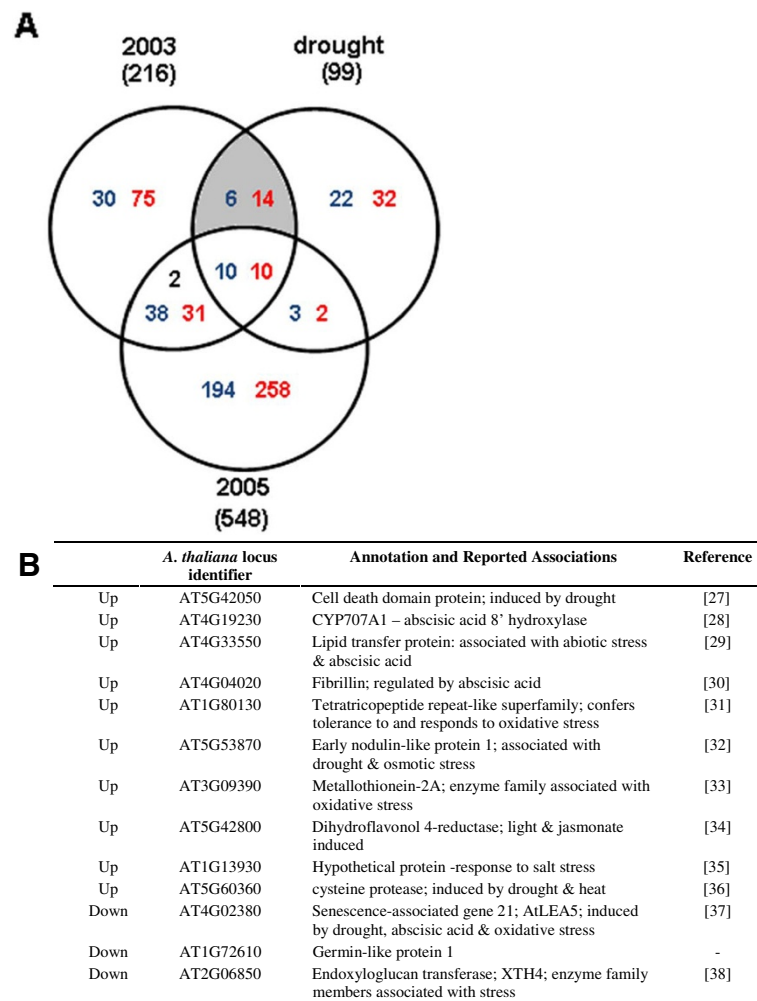 A
2003
(216)
drought
(99)
30 75
6 14
22 32
2
10 10
38 31
3 2
194 258
2005
(548)
B
A. thaliana locus identifier Annotation and Reported Associations Reference
Up AT5G42050 Cell death domain protein; induced by drought [27]
Up AT4G19230 CYP707A1 – abscisic acid 8’ hydroxylase [28]
Up AT4G33550 Lipid transfer protein: associated with abiotic stress [29]
& abscisic acid
Up AT4G04020 Fibrillin; regulated by abscisic acid [30]
Up AT1G80130 Tetratricopeptide repeat-like superfamily; confers [31]
tolerance to and responds to oxidative stress
Up AT5G53870 Early nodulin-like protein 1; associated with [32]
drought & osmotic stress
Up AT3G09390 Metallothionein-2A; enzyme family associated with [33]
oxidative stress
Up AT5G42800 Dihydroflavonol 4-reductase; light & jasmonate [34]
induced
Up AT1G13930 Hypothetical protein -response to salt stress [35]
Up AT5G60360 cysteine protease; induced by drought & heat [36]
Down AT4G02380 Senescence-associated gene 21; AtLEA5; induced [37]
by drought, abscisic acid & oxidative stress
Down AT1G72610 Germin-like protein 1 -
Down AT2G06850 Endoxyloglucan transferase; XTH4; enzyme family [38]
members associated with stress